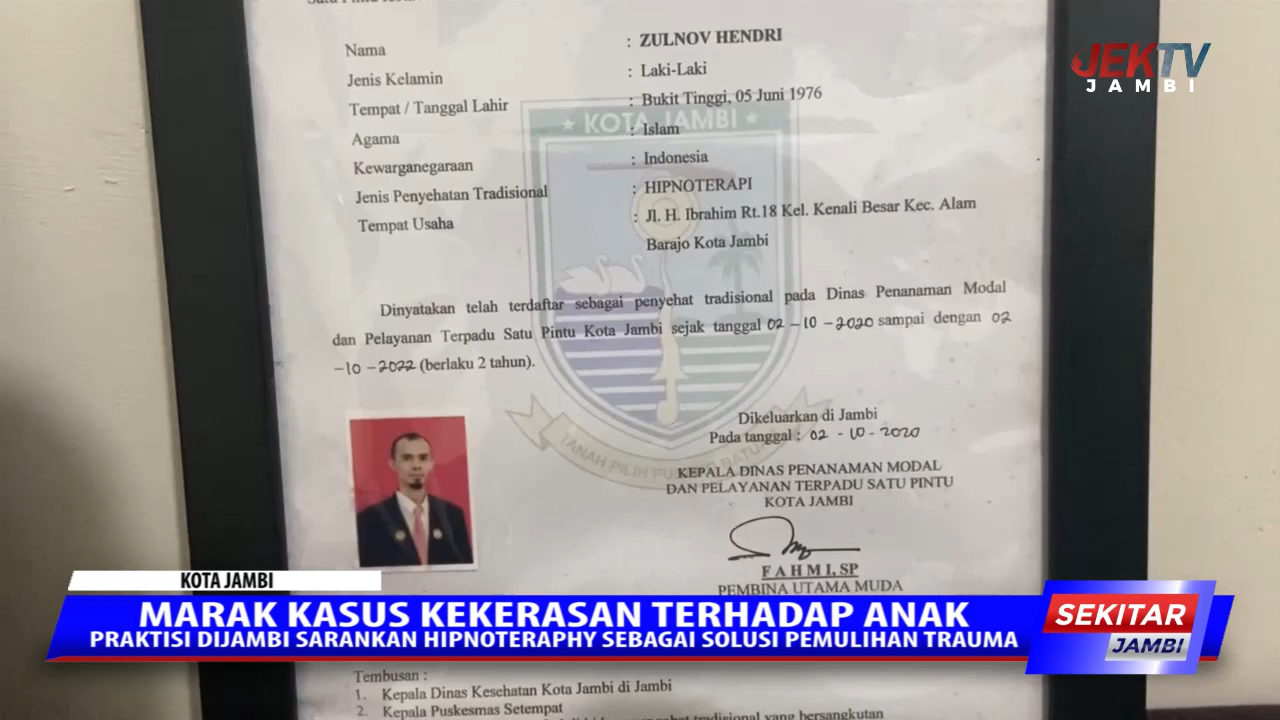 Nama : ZULNOV HENDRI
Jenis Kelamin : Laki-Laki
Tempat / Tanggal Lahir : Bukit Tinggi, 05 Juni 1976
Agama : Islam
Kewarganegaraan : Indonesia
Jenis Penyehatan Tradisional : HIPNOTERAPI
Tempat Usaha : Jl. H. Ibrahim Rt.18 Kel. Kenali Besar Kec. Alam
Barajo Kota Jambi
Dinyatakan telah terdaftar sebagai penyehat tradisional pada Dinas Penanaman Modal
dan Pelayanan Terpadu Satu Pintu Kota Jambi sejak tanggal 02-10-2020 sampai dengan 02
-10-2022 (berlaku 2 tahun).
Dikeluarkan di Jambi
Pada tanggal : 02 - 10 - 2020
KEPALA DINAS PENANAMAN MODAL
DAN PELAYANAN TERPADU SATU PINTU
KOTA JAMBI
F A H M I, SP
PEMBINA UTAMA MUDA
KOTA JAMBI
TANAH PILIH
JEKTV
JAMBI
KOTA JAMBI
MARAK KASUS KEKERASAN TERHADAP ANAK
PRAKTISI DIJAMBI SARANKAN HIPNOTERAPHY SEBAGAI SOLUSI PEMULIHAN TRAUMA
SEKITAR
JAMBI
Tembusan :
1. Kepala Dinas Kesehatan Kota Jambi di Jambi
2. Kepala Puskesmas Setempat
tradisional yang bersangkutan